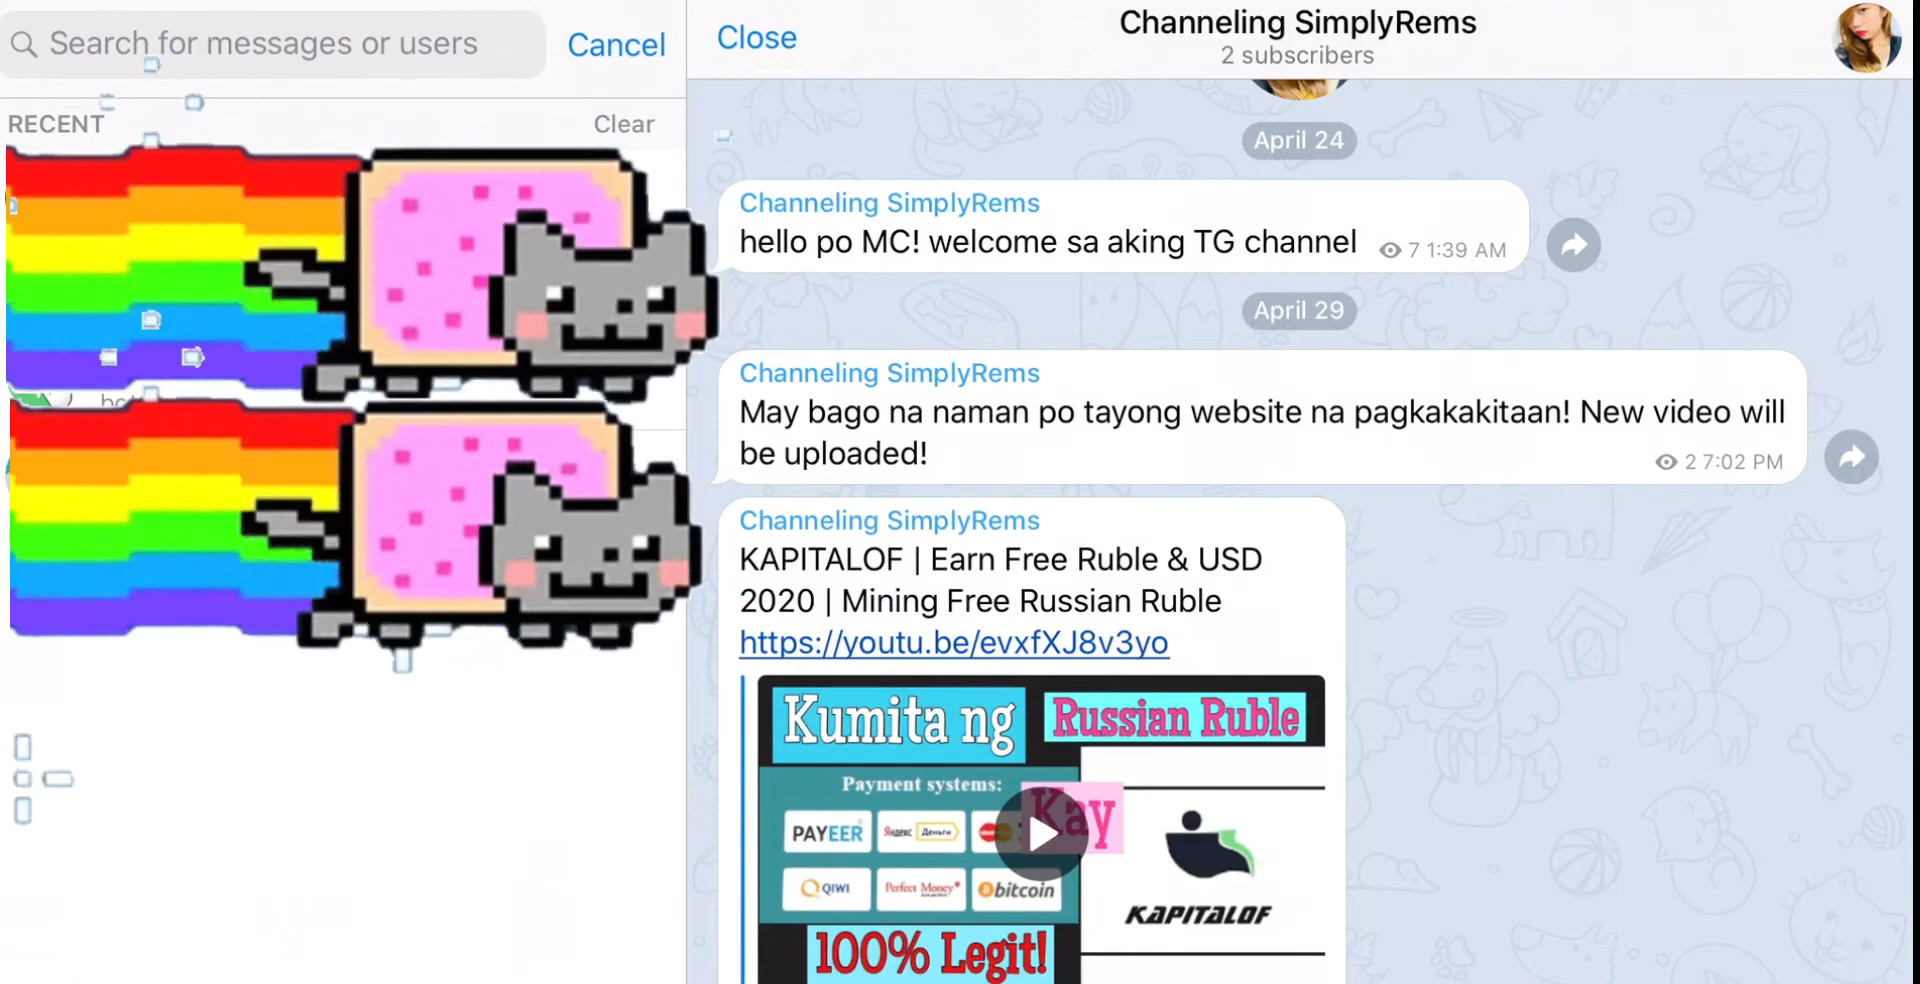 Search for messages or users
Cancel
RECENT
Clear
Close
Channeling SimplyRems
2 subscribers
April 24
Channeling SimplyRems
hello po MC! welcome sa aking TG channel
7 1:39 AM
April 29
Channeling SimplyRems
May bago na naman po tayong website na pagkakakitaan! New video will
be uploaded!
2 7:02 PM
Channeling SimplyRems
KAPITALOF | Earn Free Ruble & USD
2020 | Mining Free Russian Ruble
https://youtu.be/evxfXJ8v3yo
Kumita ng
Russian Ruble
Payment systems:
Kay
PAYEER
Яндекс Деньги
QIWI
Perfect Money
bitcoin
KAPITALOF
100% Legit!